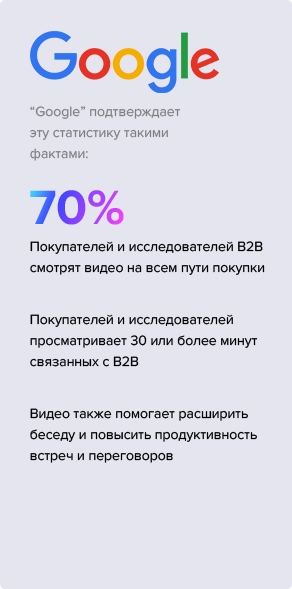 Google
“Google” подтверждает
эту статистику такими
фактами:
70%
Покупателей и исследователей B2B
смотрят видео на всем пути покупки
Покупателей и исследователей
просматривает 30 или более минут
связанных с B2B
Видео также помогает расширить
беседу и повысить продуктивность
встреч и переговоров